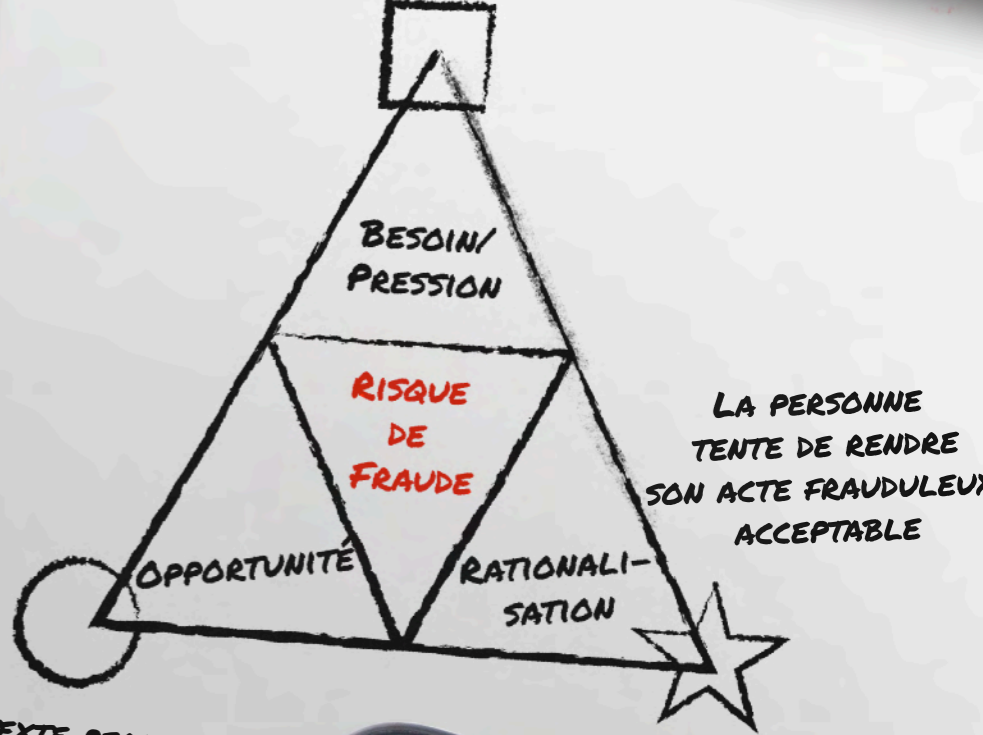 BESOIN/
PRESSION
RISQUE
DE
FRAUDE
OPPORTUNITÉ
RATIONALI-
SATION
LA PERSONNE
TENTE DE RENDRE
SON ACTE FRAUDULEUX
ACCEPTABLE